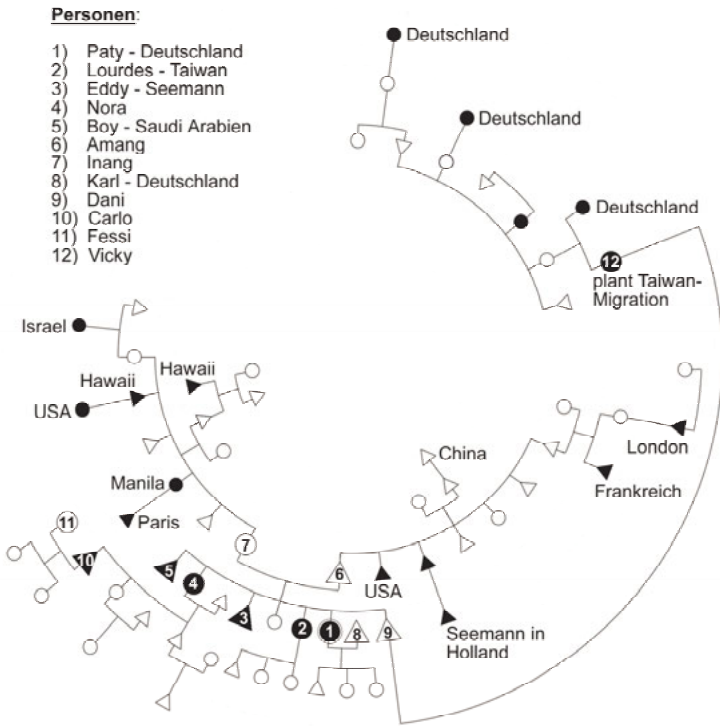 Personen:
1) Paty - Deutschland
2) Lourdes - Taiwan
3) Eddy - Seemann
4) Nora
5) Boy - Saudi Arabien
6) Amang
7) Inang
8) Karl - Deutschland
9) Dani
10) Carlo
11) Fessi
12) Vicky
Deutschland
Deutschland
Deutschland
12
plant Taiwan-
Migration
Israel
Hawaii
Hawaii
USA
London
China
Frankreich
Manila
Paris
11
7
10
5
6
4
USA
3
2
1
8
9
Seemann in
Holland